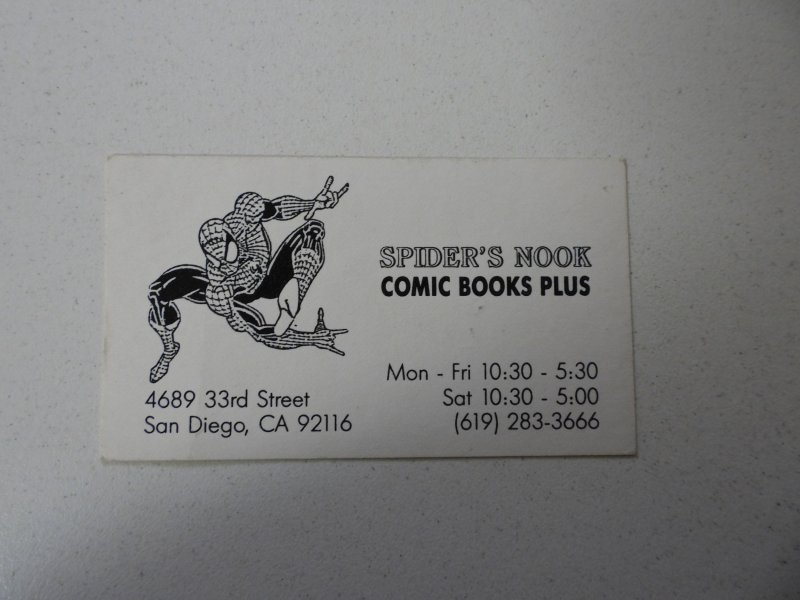 SPIDER'S NOOK
COMIC BOOKS PLUS
Mon - Fri 10:30 - 5:30
Sat 10:30 - 5:00
(619) 283-3666
4689 33rd Street
San Diego, CA 92116